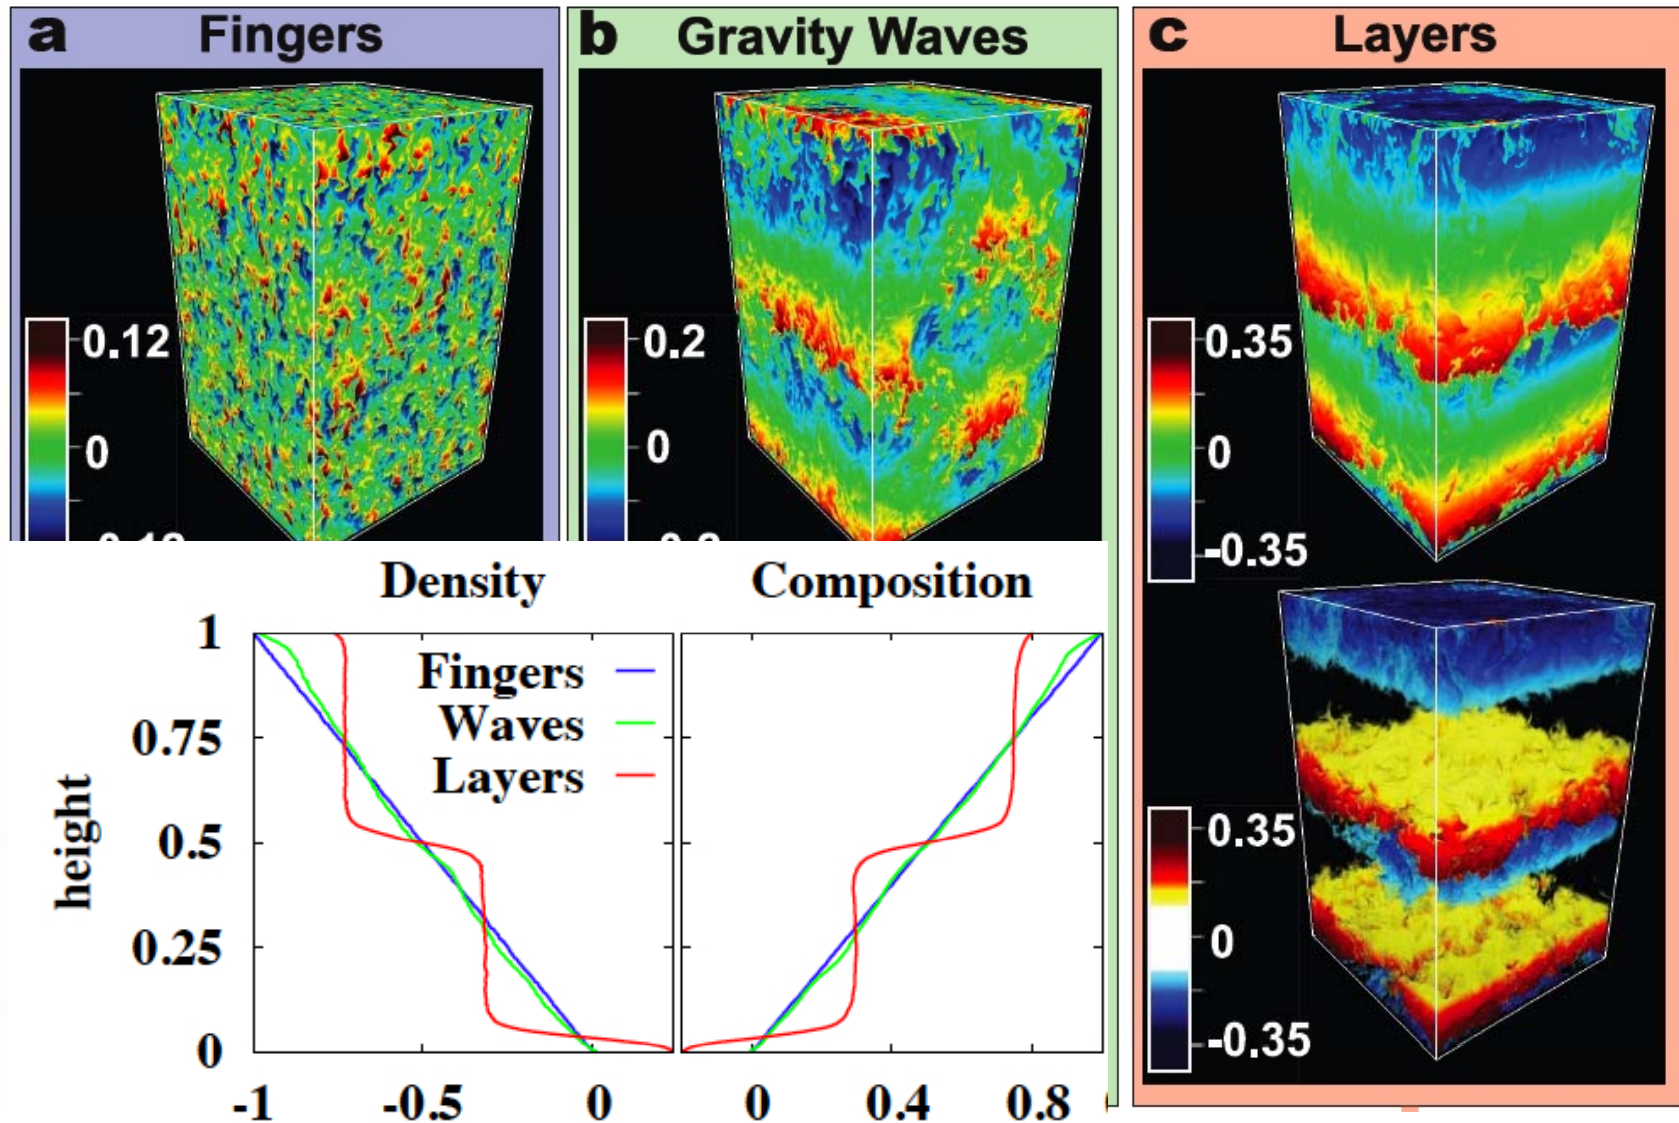 a Fingers
b Gravity Waves
c Layers
0.12
0
0.2
0
0.35
0
-0.35
0.35
0
-0.35
Density
Composition
height
1
0.75
0.5
0.25
0
Fingers
Waves
Layers
-1 -0.5 0
0 0.4 0.8